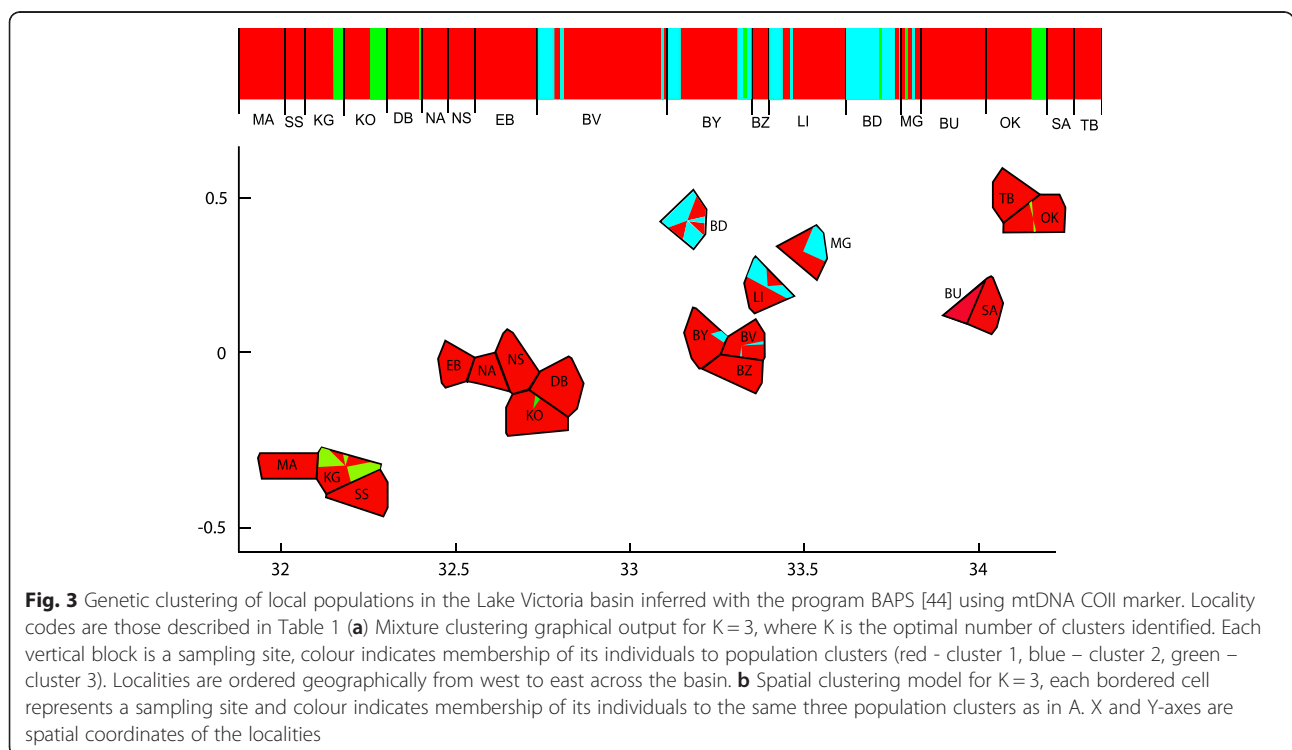 MA SS KG KO DB NA NS EB BV BY BZ LI BD MG BU OK SA TB
0.5
TB
OK
BD
MG
LI
BU
SA
BY
BV
0
EB
NA
NS
DB
BZ
KO
MA
KG
SS
-0.5
32 32.5 33 33.5 34
Fig. 3 Genetic clustering of local populations in the Lake Victoria basin inferred with the program BAPS [44] using mtDNA COII marker. Locality
codes are those described in Table 1 (a) Mixture clustering graphical output for K = 3, where K is the optimal number of clusters identified. Each
vertical block is a sampling site, colour indicates membership of its individuals to population clusters (red - cluster 1, blue – cluster 2, green –
cluster 3). Localities are ordered geographically from west to east across the basin. b Spatial clustering model for K = 3, each bordered cell
represents a sampling site and colour indicates membership of its individuals to the same three population clusters as in A. X and Y-axes are
spatial coordinates of the localities